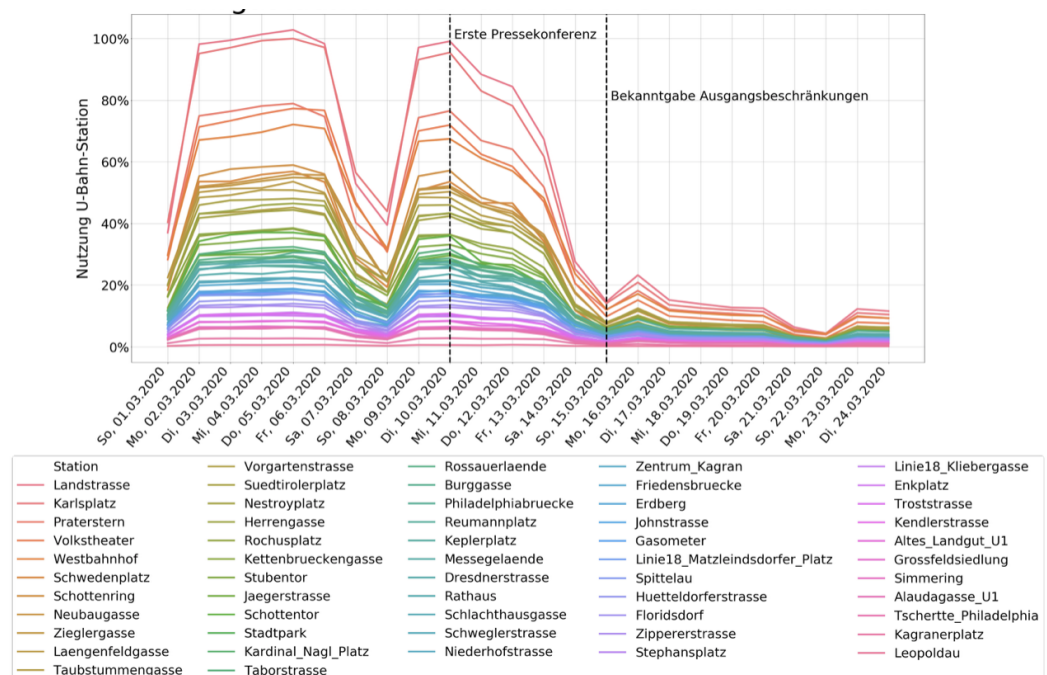 100%
80%
60%
40%
20%
0%
Nutzung U-Bahn-Station
Erste Pressekonferenz
Bekanntgabe Ausgangsbeschränkungen
So, 01.03.2020
Mo, 02.03.2020
Di, 03.03.2020
Mi, 04.03.2020
Do, 05.03.2020
Fr, 06.03.2020
Sa, 07.03.2020
So, 08.03.2020
Mo, 09.03.2020
Di, 10.03.2020
Mi, 11.03.2020
Do, 12.03.2020
Fr, 13.03.2020
Sa, 14.03.2020
So, 15.03.2020
Mo, 16.03.2020
Di, 17.03.2020
Mi, 18.03.2020
Do, 19.03.2020
Fr, 20.03.2020
Sa, 21.03.2020
So, 22.03.2020
Mo, 23.03.2020
Di, 24.03.2020
Station
Landstrasse
Karlsplatz
Praterstern
Volkstheater
Westbahnhof
Schwedenplatz
Schottenring
Neubaugasse
Zieglergasse
Laengenfeldgasse
Taubstummengasse
Vorgartenstrasse
Suedtirolerplatz
Nestroyplatz
Herrengasse
Rochusplatz
Kettenbrueckengasse
Stubentor
Jaegerstrasse
Schottentor
Stadtpark
Kardinal_Nagl_Platz
Taborstrasse
Rossauerlaende
Burggasse
Philadelphiabruecke
Reumannplatz
Keplerplatz
Messegelaende
Dresdnerstrasse
Rathaus
Schlachthausgasse
Schweglerstrasse
Niederhofstrasse
Zentrum_Kagran
Friedensbruecke
Erdberg
Johnstrasse
Gasometer
Linie18_Matzleindsdorfer_Platz
Spittelau
Huetteldorferstrasse
Floridsdorf
Zippererstrasse
Stephansplatz
Linie18_Kliebergasse
Enkplatz
Troststrasse
Kendlerstrasse
Altes_Landgut_U1
Grossfeldsiedlung
Simmering
Alaudagasse_U1
Tschertte_Philadelphia
Kagranerplatz
Leopoldau